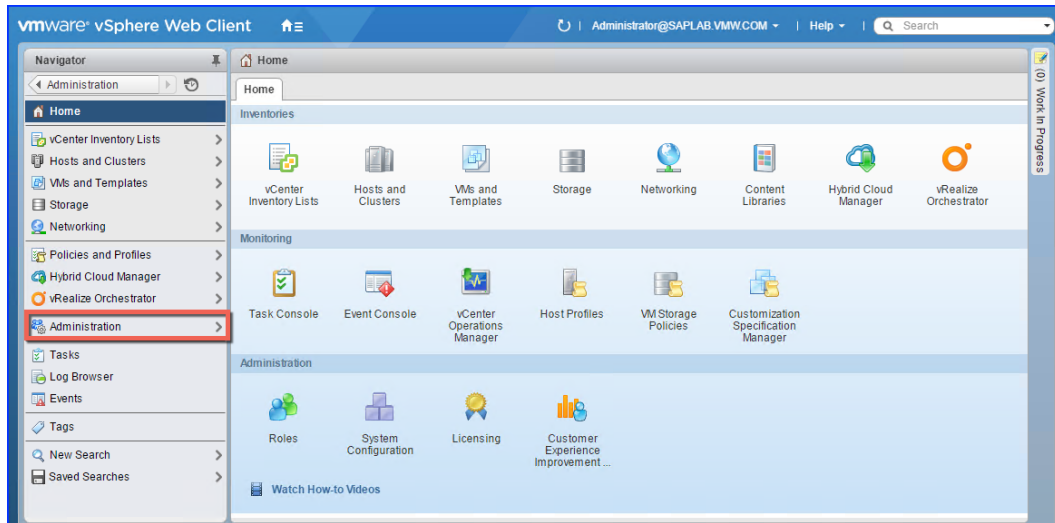 vmware® vSphere Web Client
Administrator@SAPLAB.VMW.COM
Help
Search
Navigator
Administration
Home
vCenter Inventory Lists
Hosts and Clusters
VMs and Templates
Storage
Networking
Policies and Profiles
Hybrid Cloud Manager
vRealize Orchestrator
Administration
Tasks
Log Browser
Events
Tags
New Search
Saved Searches
Home
Home
Inventories
vCenter
Inventory Lists
Hosts and
Clusters
VMs and
Templates
Storage
Networking
Content
Libraries
Hybrid Cloud
Manager
vRealize
Orchestrator
Monitoring
Task Console
Event Console
vCenter
Operations
Manager
Host Profiles
VM Storage
Policies
Customization
Specification
Manager
Administration
Roles
System
Configuration
Licensing
Customer
Experience
Improvement ...
Watch How-to Videos
(0) Work In Progress